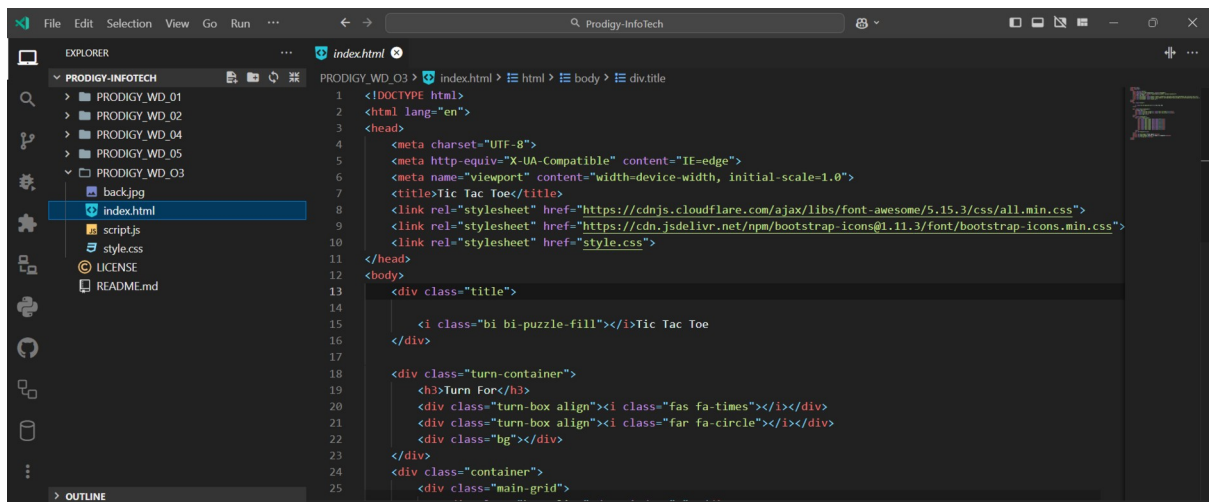 File Edit Selection View Go Run ···
Prodigy-InfoTech
EXPLORER ···
PRODIGY-INFOTECH
PRODIGY_WD_01
PRODIGY_WD_02
PRODIGY_WD_04
PRODIGY_WD_05
PRODIGY_WD_O3
back.jpg
index.html
script.js
style.css
LICENSE
README.md
OUTLINE
index.html
PRODIGY_WD_O3 > index.html > html > body > div.title
1 <!DOCTYPE html>
2 <html lang="en">
3 <head>
4 <meta charset="UTF-8">
5 <meta http-equiv="X-UA-Compatible" content="IE=edge">
6 <meta name="viewport" content="width=device-width, initial-scale=1.0">
7 <title>Tic Tac Toe</title>
8 <link rel="stylesheet" href="https://cdnjs.cloudflare.com/ajax/libs/font-awesome/5.15.3/css/all.min.css">
9 <link rel="stylesheet" href="https://cdn.jsdelivr.net/npm/bootstrap-icons@1.11.3/font/bootstrap-icons.min.css">
10 <link rel="stylesheet" href="style.css">
11 </head>
12 <body>
13 <div class="title">
14
15 <i class="bi bi-puzzle-fill"></i>Tic Tac Toe
16 </div>
17
18 <div class="turn-container">
19 <h3>Turn For</h3>
20 <div class="turn-box align"><i class="fas fa-times"></i></div>
21 <div class="turn-box align"><i class="far fa-circle"></i></div>
22 <div class="bg"></div>
23 </div>
24 <div class="container">
25 <div class="main-grid">